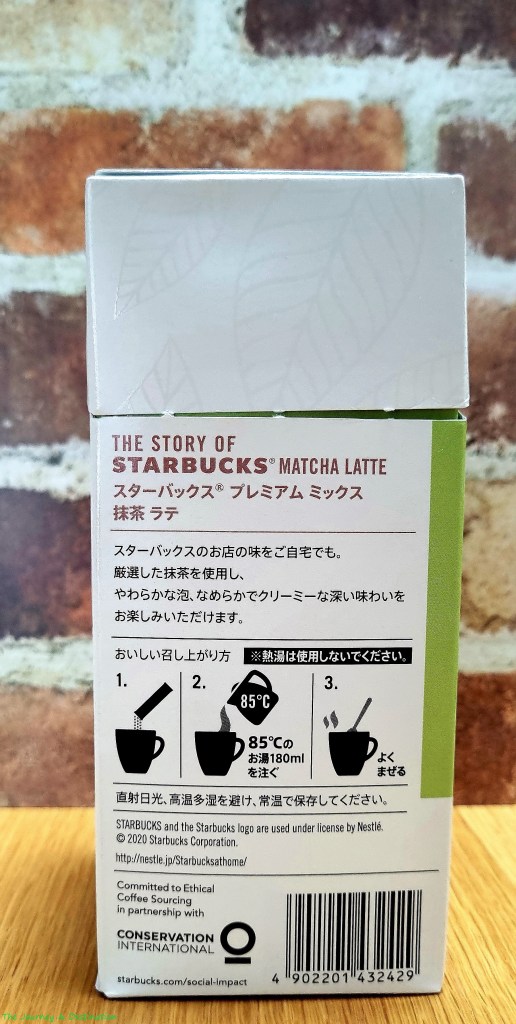 THE STORY OF
STARBUCKS® MATCHA LATTE
スターバックス® プレミアム ミックス
抹茶 ラテ
スターバックスのお店の味をご自宅でも。
厳選した抹茶を使用し、
やわらかな泡、なめらかでクリーミーな深い味わいを
お楽しみいただけます。
おいしい召し上がり方 ※熱湯は使用しないでください。
1. 2. 3.
85℃
85℃の
お湯180ml
を注ぐ
よく
まぜる
直射日光、高温多湿を避け、常温で保存してください。
STARBUCKS and the Starbucks logo are used under license by Nestlé.
© 2020 Starbucks Corporation.
http://nestle.jp/Starbucksathome/
Committed to Ethical
Coffee Sourcing
in partnership with
CONSERVATION
INTERNATIONAL
starbucks.com/social-impact
4 902201 432429